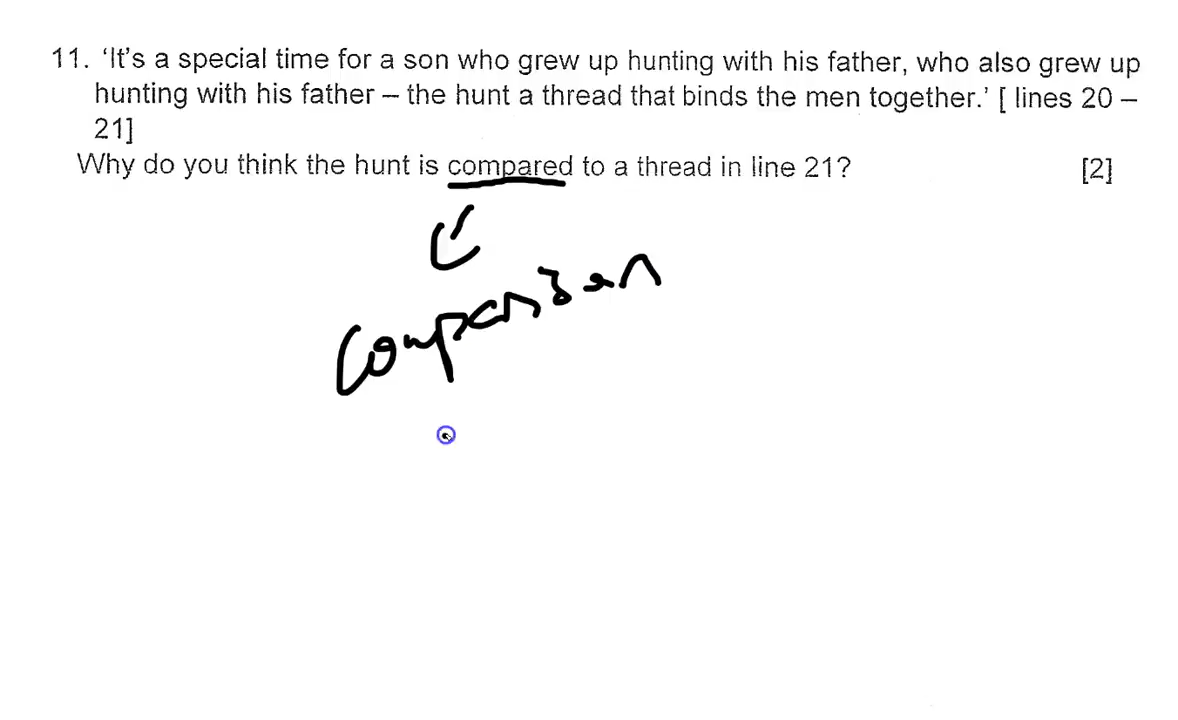 11. ‘It’s a special time for a son who grew up hunting with his father, who also grew up
hunting with his father – the hunt a thread that binds the men together.’ [ lines 20 –
21]
Why do you think the hunt is compared to a thread in line 21? [2]
Comparison